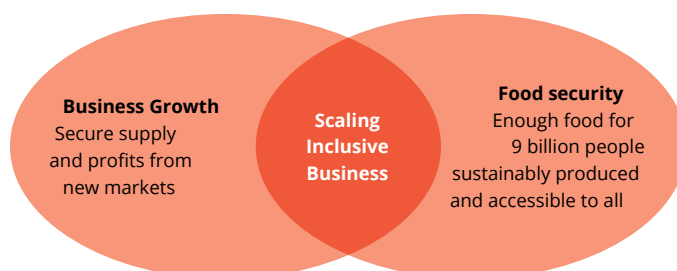 Business Growth
Secure supply
and profits from
new markets
Scaling
Inclusive
Business
Food security
Enough food for
9 billion people
sustainably produced
and accessible to all